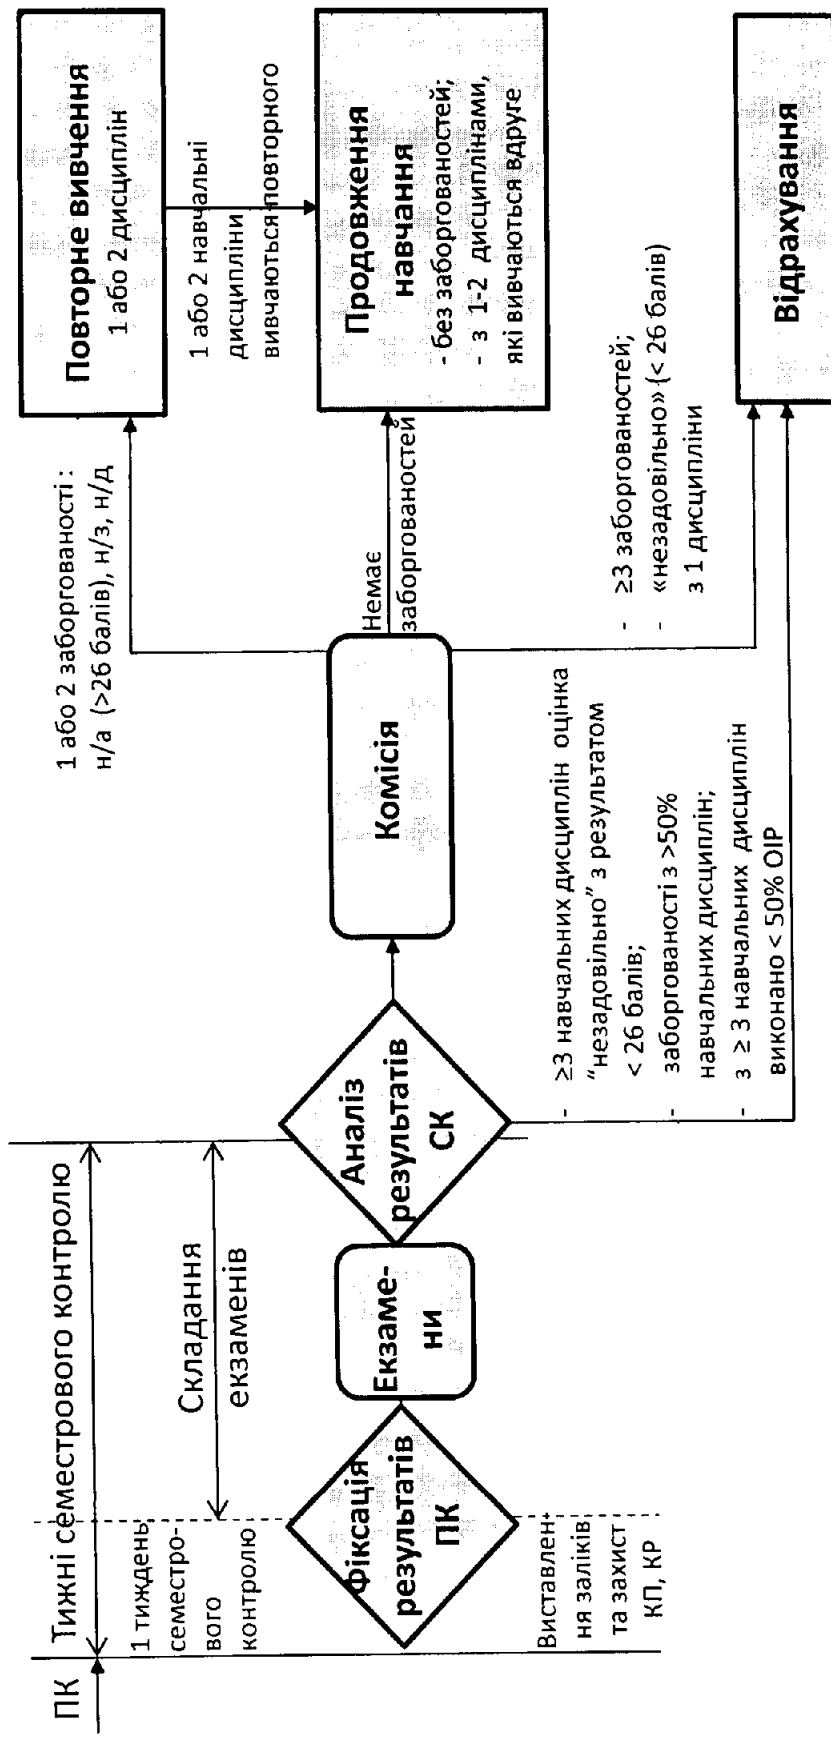 ПК
Тижні семестрового контролю
1 тиждень
семестро-
вого
контролю
Складання
екзаменів
Фіксація
результатів
ПК
Виставлен-
ня заліків
та захист
КП, КР
Екзаме-
ни
Аналіз
результатів
СК
- ≥3 навчальних дисциплін оцінка
“незадовільно” з результатом
< 26 балів;
- заборгованості з >50%
навчальних дисциплін;
- з ≥ 3 навчальних дисциплін
виконано < 50% ОІР
Комісія
1 або 2 заборгованості :
н/а (>26 балів), н/з, н/д
Немає
заборгованостей
- ≥3 заборгованостей;
- «незадовільно» (< 26 балів)
з 1 дисципліни
Повторне вивчення
1 або 2 дисциплін
1 або 2 навчальні
дисципліни
вивчаються повторного
Продовження
навчання
- без заборгованостей;
- з 1-2 дисциплінами,
які вивчаються вдруге
Відрахування